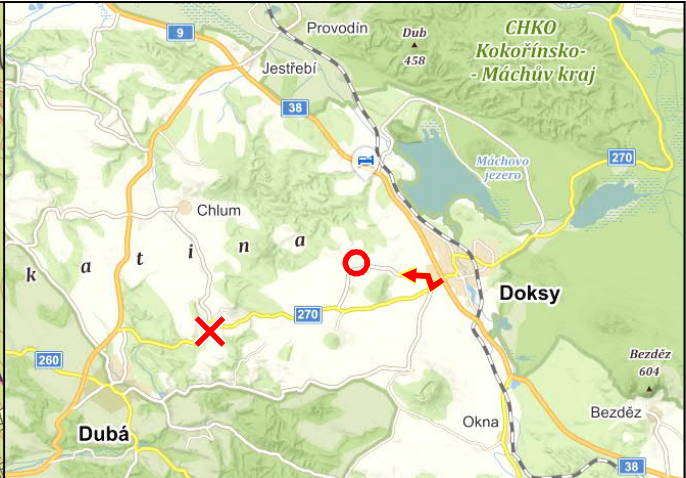 Provodín
Dub
458
CHKO
Kokořínsko-
- Máchův kraj
9
Jestřebí
38
Máchovo
jezero
270
Chlum
k a t i n a
Doksy
270
260
Bezděz
604
Bezděz
Okna
Dubá
38